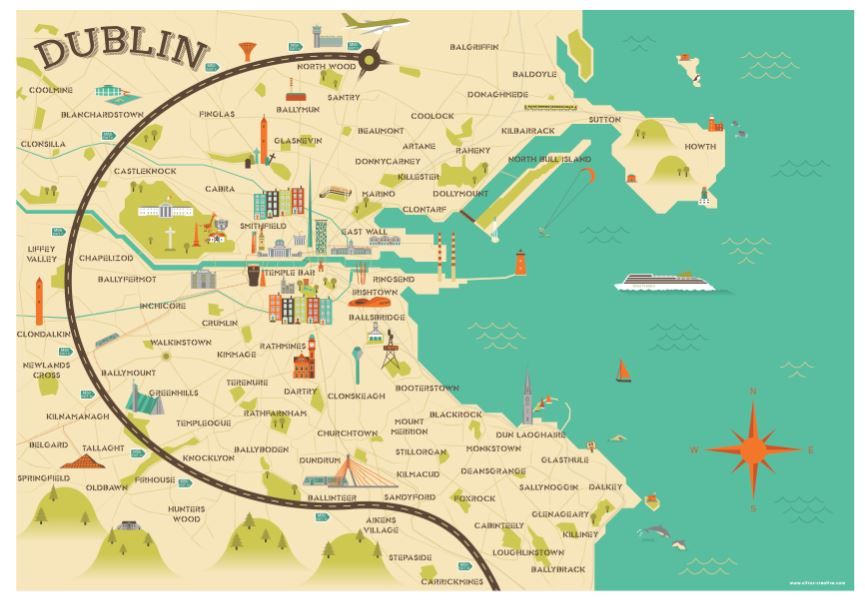 DUBLIN
NORTH WOOD
BALGRIFFIN
BALDOYLE
COOLMINE
BLANCHARDSTOWN
FINGLAS
BALLYMUN
SANTRY
DONAGHMEDE
COOLOCK
SUTTON
CLONSILLA
GLASNEVIN
BEAUMONT
KILBARRACK
ARTANE
RAHENY
HOWTH
DONNYCARNEY
NORTH BULL ISLAND
CASTLEKNOCK
KILLESTER
CABRA
MARINO
DOLLYMOUNT
CLONTARF
SMITHFIELD
EAST WALL
LIFFEY
VALLEY
CHAPELIZOD
TEMPLE BAR
BALLYFERMOT
RINGSEND
IRISHTOWN
INCHICORE
BALLSBRIDGE
CRUMLIN
CLONDALKIN
WALKINSTOWN
RATHMINES
KIMMAGE
NEWLANDS
CROSS
BALLYMOUNT
TERENURE
DARTRY
CLONSKEAGH
BOOTERSTOWN
GREENHILLS
KILNAMANAGH
RATHFARNHAM
BLACKROCK
TEMPLEOGUE
MOUNT
MERRION
CHURCHTOWN
DUN LAOGHAIRE
BELGARD
TALLAGHT
BALLYBODEN
STILLORGAN
MONKSTOWN
KNOCKLYON
DUNDRUM
GLASTHULE
SPRINGFIELD
FIRHOUSE
KILMACUD
DEANSGRANGE
OLDBAWN
SALLYNOGGIN
DALKEY
BALLINTEER
SANDYFORD
FOXROCK
HUNTERS
WOOD
AIKENS
VILLAGE
GLENAGEARY
CABINTEELY
KILLINEY
STEPASIDE
LOUGHLINSTOWN
BALLYBRACK
CARRICKMINES
N
W
E
S